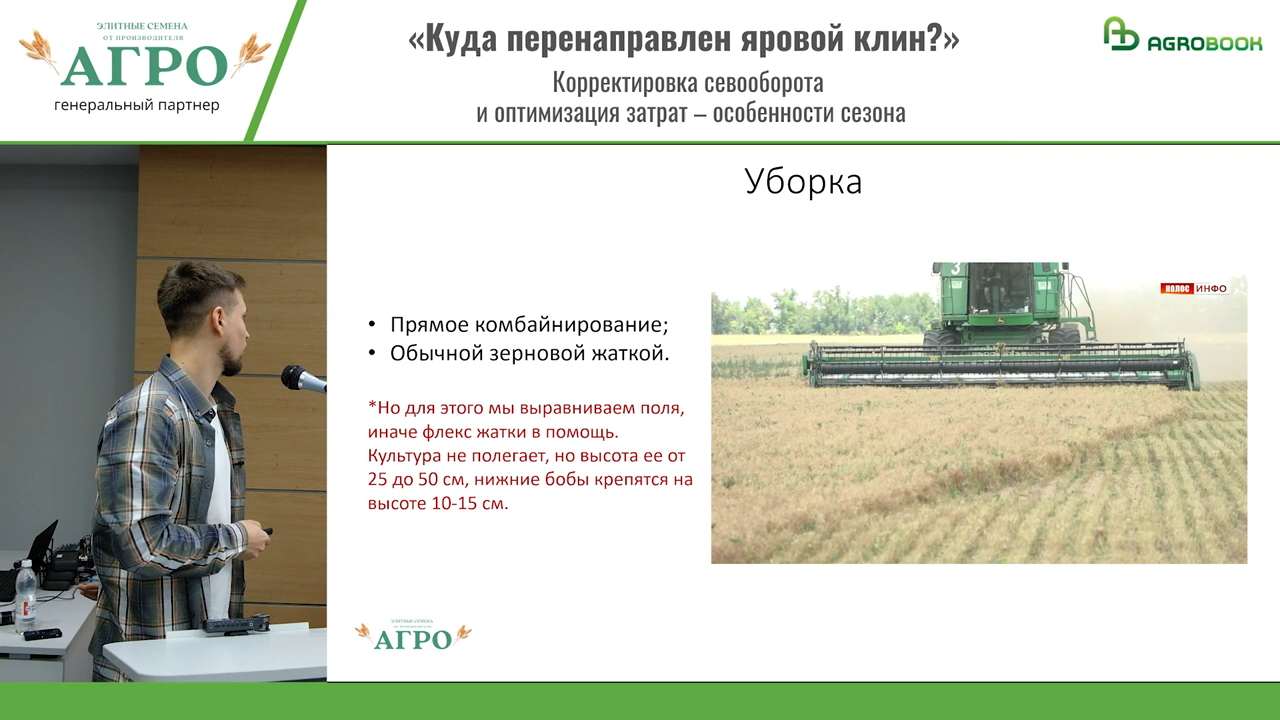 ЭЛИТНЫЕ СЕМЕНА
ОТ ПРОИЗВОДИТЕЛЯ
АГРО
генеральный партнер
«Куда перенаправлен яровой клин?»
Корректировка севооборота
и оптимизация затрат – особенности сезона
AGROBOOK
Уборка
3
КОЛОС ИНФО
• Прямое комбайнирование;
• Обычной зерновой жаткой.
*Но для этого мы выравниваем поля,
иначе флекс жатки в помощь.
Культура не полегает, но высота ее от
25 до 50 см, нижние бобы крепятся на
высоте 10-15 см.
ЭЛИТНЫЕ СЕМЕНА
АГРО